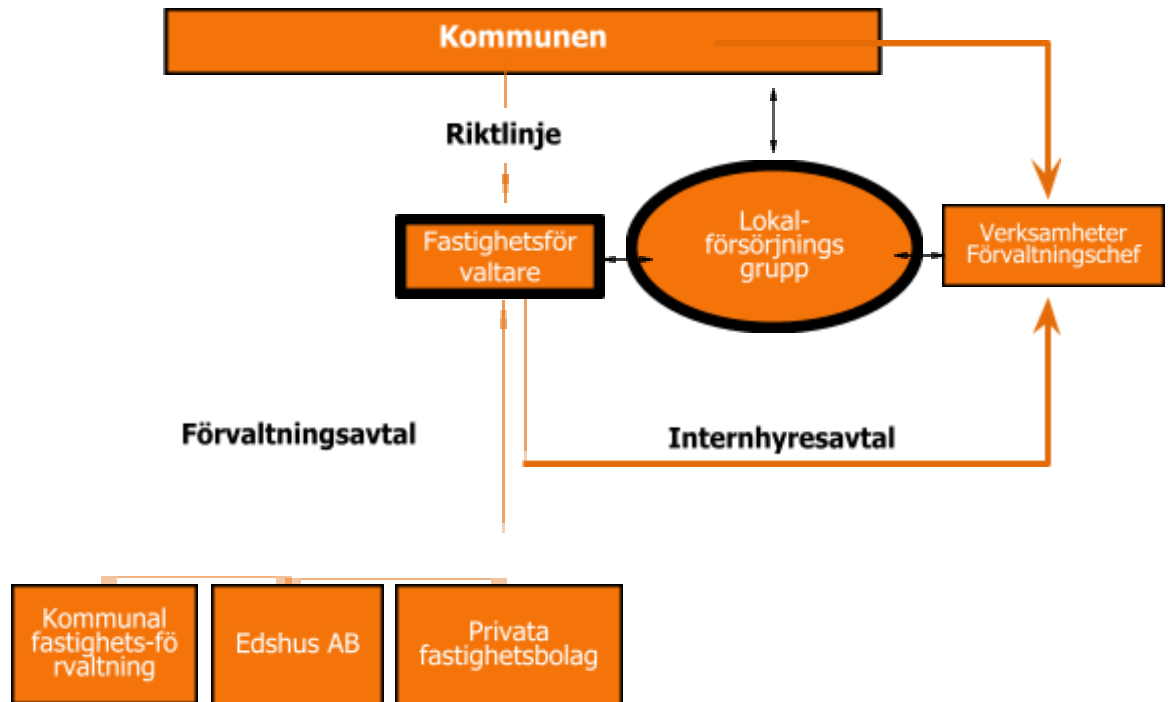 Kommunen
Riktlinje
Fastighetsför
valtare
Lokal-
försörjnings
grupp
Verksamheter
Förvaltningschef
Förvaltningsavtal
Internhyresavtal
Kommunal
fastighets-fö
rvaltning
Edshus AB
Privata
fastighetsbolag